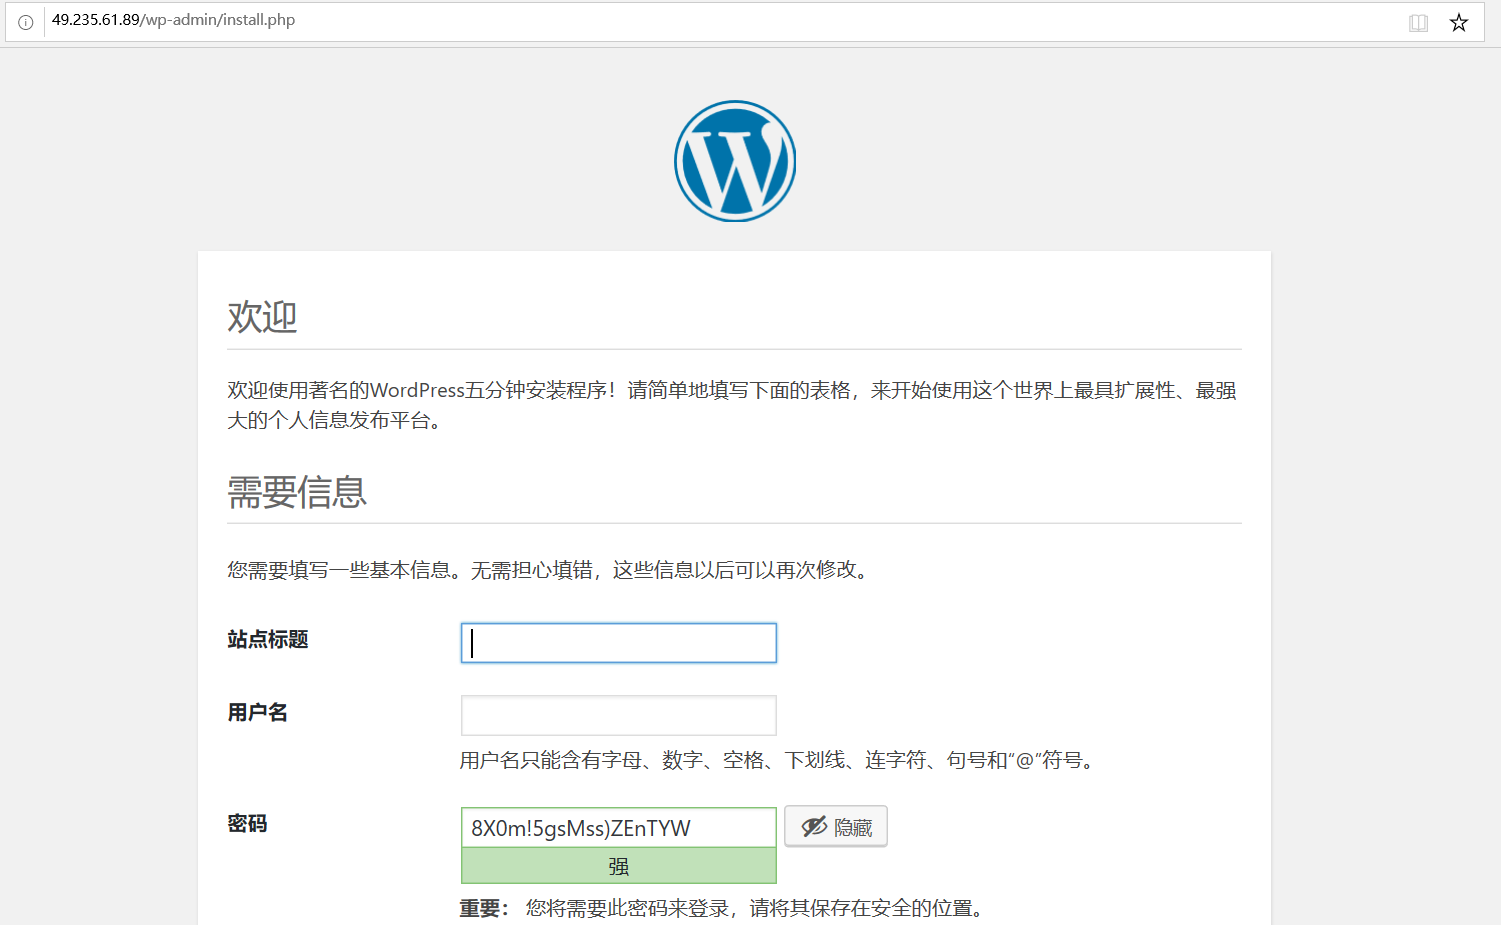 49.235.61.89/wp-admin/install.php
欢迎
欢迎使用著名的WordPress五分钟安装程序！请简单地填写下面的表格，来开始使用这个世界上最具扩展性、最强
大的个人信息发布平台。
需要信息
您需要填写一些基本信息。无需担心填错，这些信息以后可以再次修改。
站点标题
用户名
用户名只能含有字母、数字、空格、下划线、连字符、句号和“@”符号。
密码
8X0m!5gsMss)ZEnTYW
隐藏
强
重要： 您将需要此密码来登录，请将其保存在安全的位置。